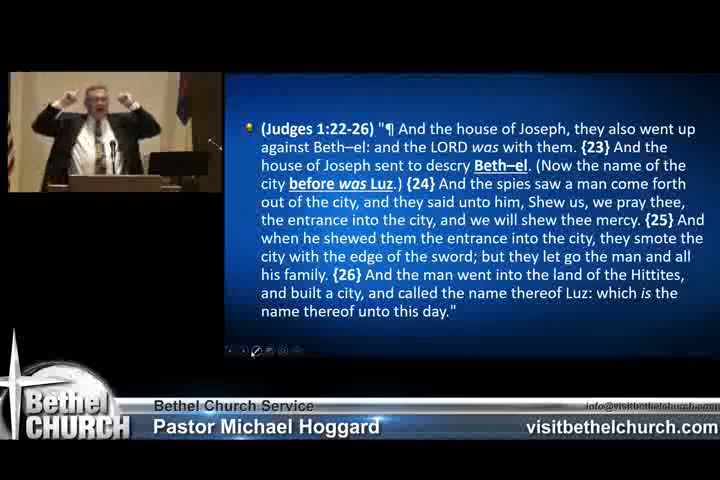 (Judges 1:22-26) "¶ And the house of Joseph, they also went up
against Beth–el: and the LORD was with them. {23} And the
house of Joseph sent to descry Beth–el. (Now the name of the
city before was Luz.) {24} And the spies saw a man come forth
out of the city, and they said unto him, Shew us, we pray thee,
the entrance into the city, and we will shew thee mercy. {25} And
when he shewed them the entrance into the city, they smote the
city with the edge of the sword; but they let go the man and all
his family. {26} And the man went into the land of the Hittites,
and built a city, and called the name thereof Luz: which is the
name thereof unto this day."
Bethel
CHURCH
Bethel Church Service
info@visitbethelchurch.com
Pastor Michael Hoggard
visitbethelchurch.com